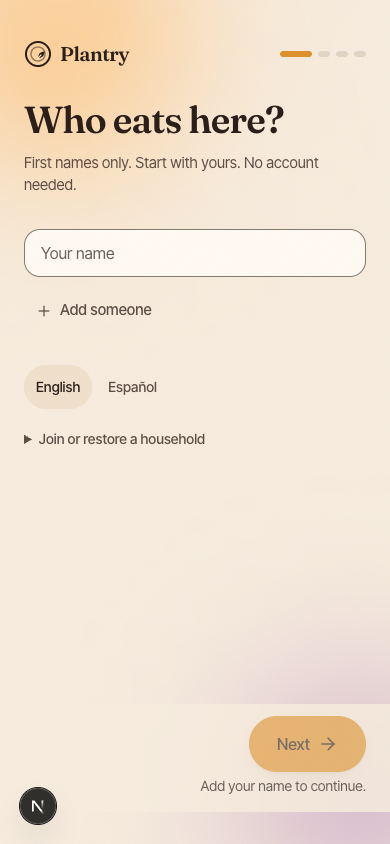 Plantry
Who eats here?
First names only. Start with yours. No account
needed.
Your name
+ Add someone
English Español
Join or restore a household
Next
Add your name to continue.
N